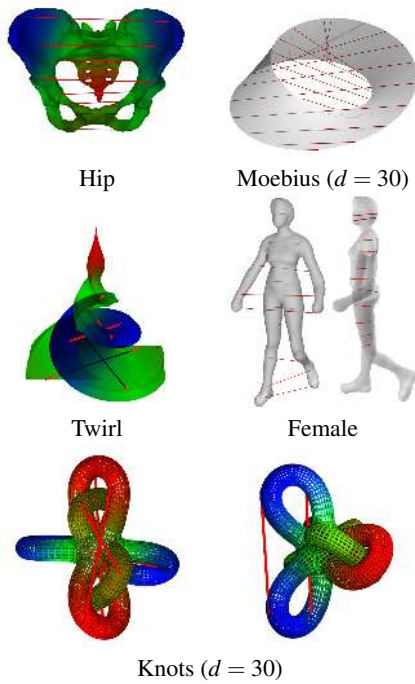 Hip
Moebius (d = 30)
Twirl
Female
Knots (d = 30)